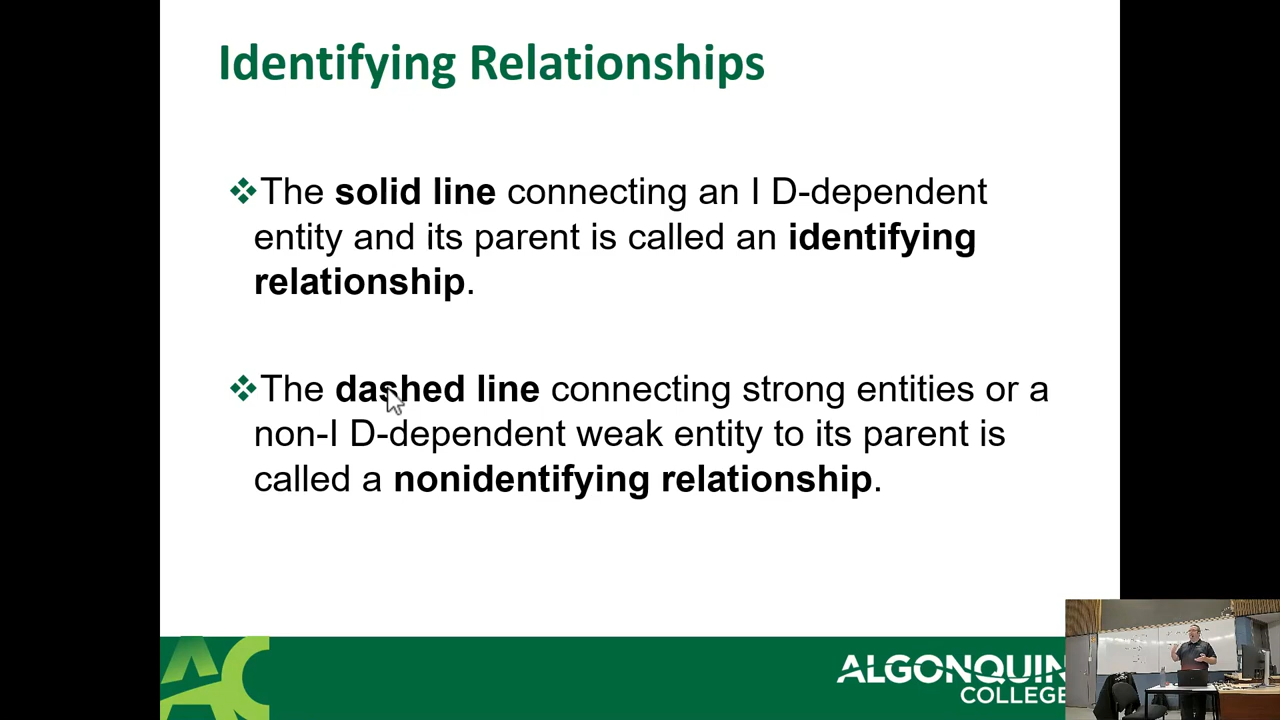 Identifying Relationships
The solid line connecting an I D-dependent
entity and its parent is called an identifying
relationship.
The dashed line connecting strong entities or a
non-I D-dependent weak entity to its parent is
called a nonidentifying relationship.
AC
ALGONQUIN
COLLEGE